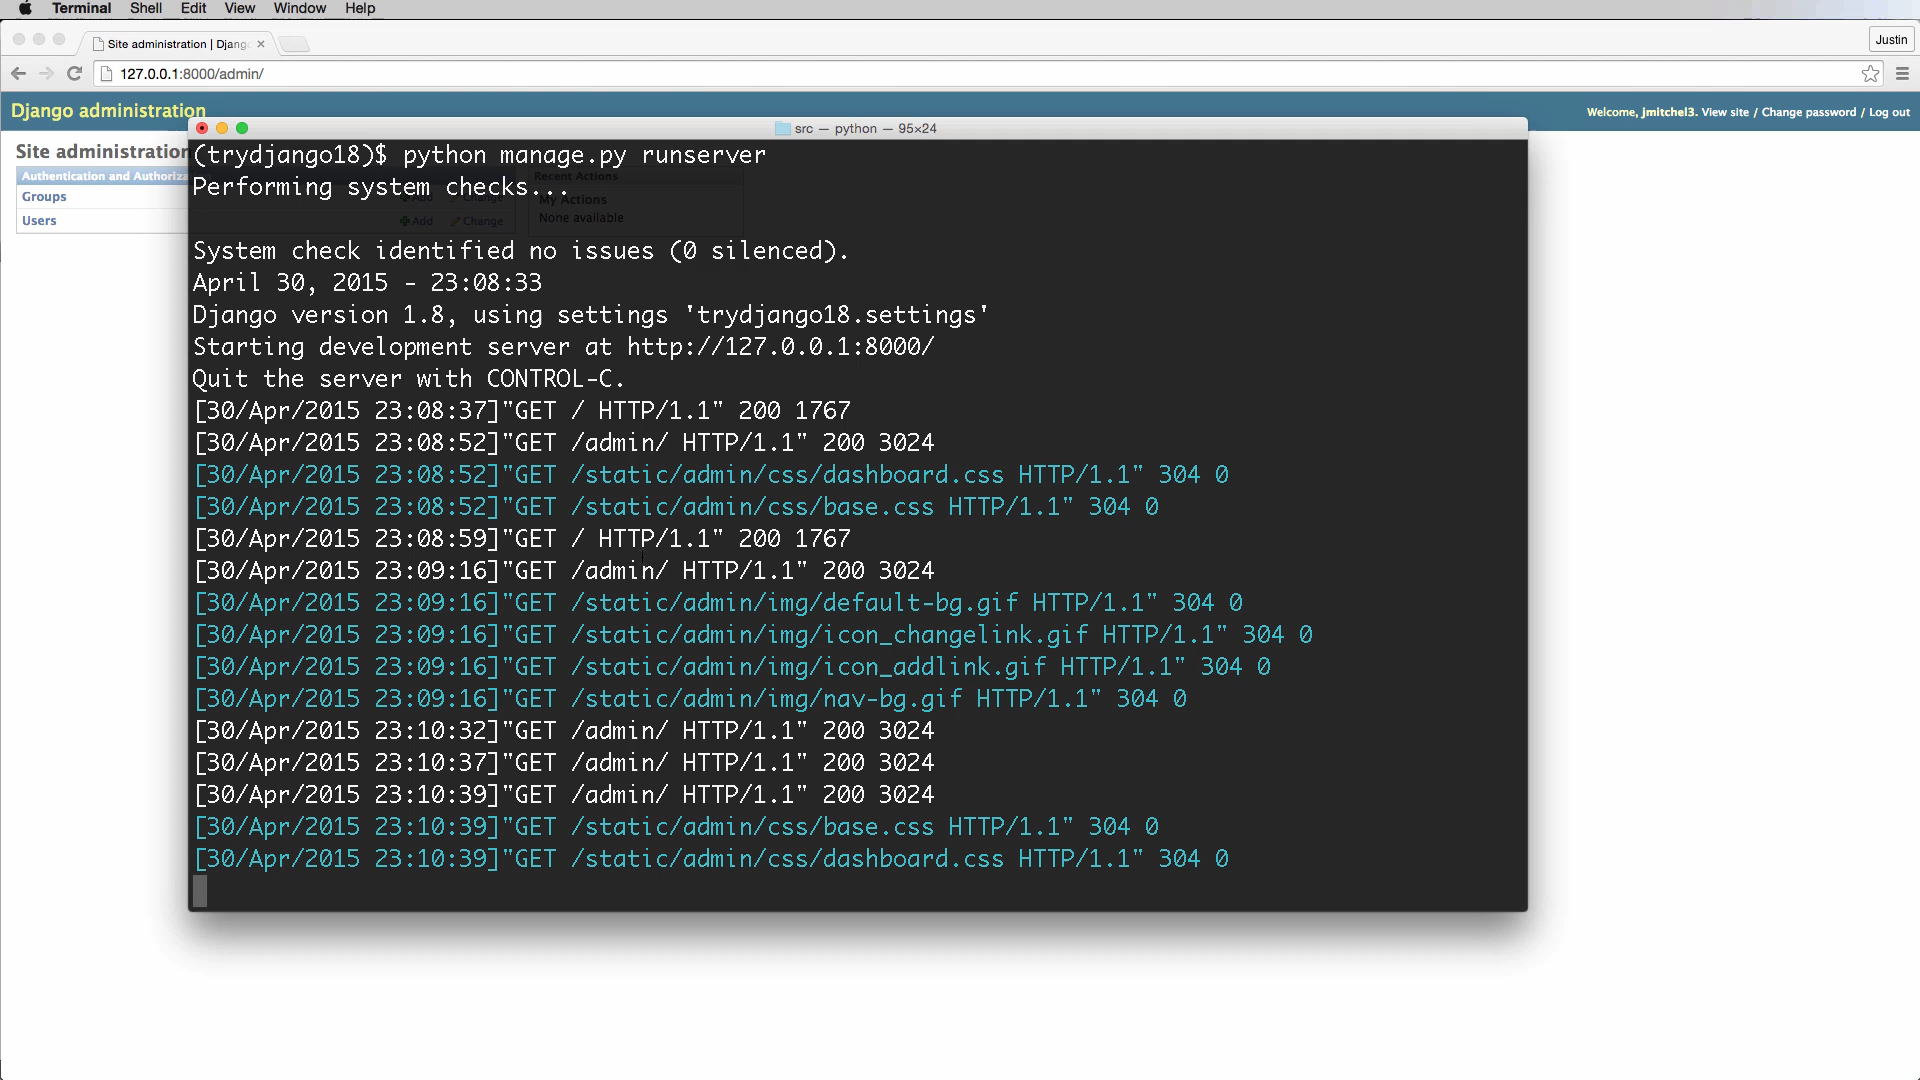 Terminal Shell Edit View Window Help
Site administration | Djang
Justin
127.0.0.1:8000/admin/
Django administration
Welcome, jmitchel3. View site / Change password / Log out
src — python — 95×24
Site administration
Authentication and Authoriza
Groups
Add Change
Users
Add Change
Recent Actions
My Actions
None available
(trydjango18)$ python manage.py runserver
Performing system checks...
System check identified no issues (0 silenced).
April 30, 2015 - 23:08:33
Django version 1.8, using settings 'trydjango18.settings'
Starting development server at http://127.0.0.1:8000/
Quit the server with CONTROL-C.
[30/Apr/2015 23:08:37]"GET / HTTP/1.1" 200 1767
[30/Apr/2015 23:08:52]"GET /admin/ HTTP/1.1" 200 3024
[30/Apr/2015 23:08:52]"GET /static/admin/css/dashboard.css HTTP/1.1" 304 0
[30/Apr/2015 23:08:52]"GET /static/admin/css/base.css HTTP/1.1" 304 0
[30/Apr/2015 23:08:59]"GET / HTTP/1.1" 200 1767
[30/Apr/2015 23:09:16]"GET /admin/ HTTP/1.1" 200 3024
[30/Apr/2015 23:09:16]"GET /static/admin/img/default-bg.gif HTTP/1.1" 304 0
[30/Apr/2015 23:09:16]"GET /static/admin/img/icon_changelink.gif HTTP/1.1" 304 0
[30/Apr/2015 23:09:16]"GET /static/admin/img/icon_addlink.gif HTTP/1.1" 304 0
[30/Apr/2015 23:09:16]"GET /static/admin/img/nav-bg.gif HTTP/1.1" 304 0
[30/Apr/2015 23:10:32]"GET /admin/ HTTP/1.1" 200 3024
[30/Apr/2015 23:10:37]"GET /admin/ HTTP/1.1" 200 3024
[30/Apr/2015 23:10:39]"GET /admin/ HTTP/1.1" 200 3024
[30/Apr/2015 23:10:39]"GET /static/admin/css/base.css HTTP/1.1" 304 0
[30/Apr/2015 23:10:39]"GET /static/admin/css/dashboard.css HTTP/1.1" 304 0